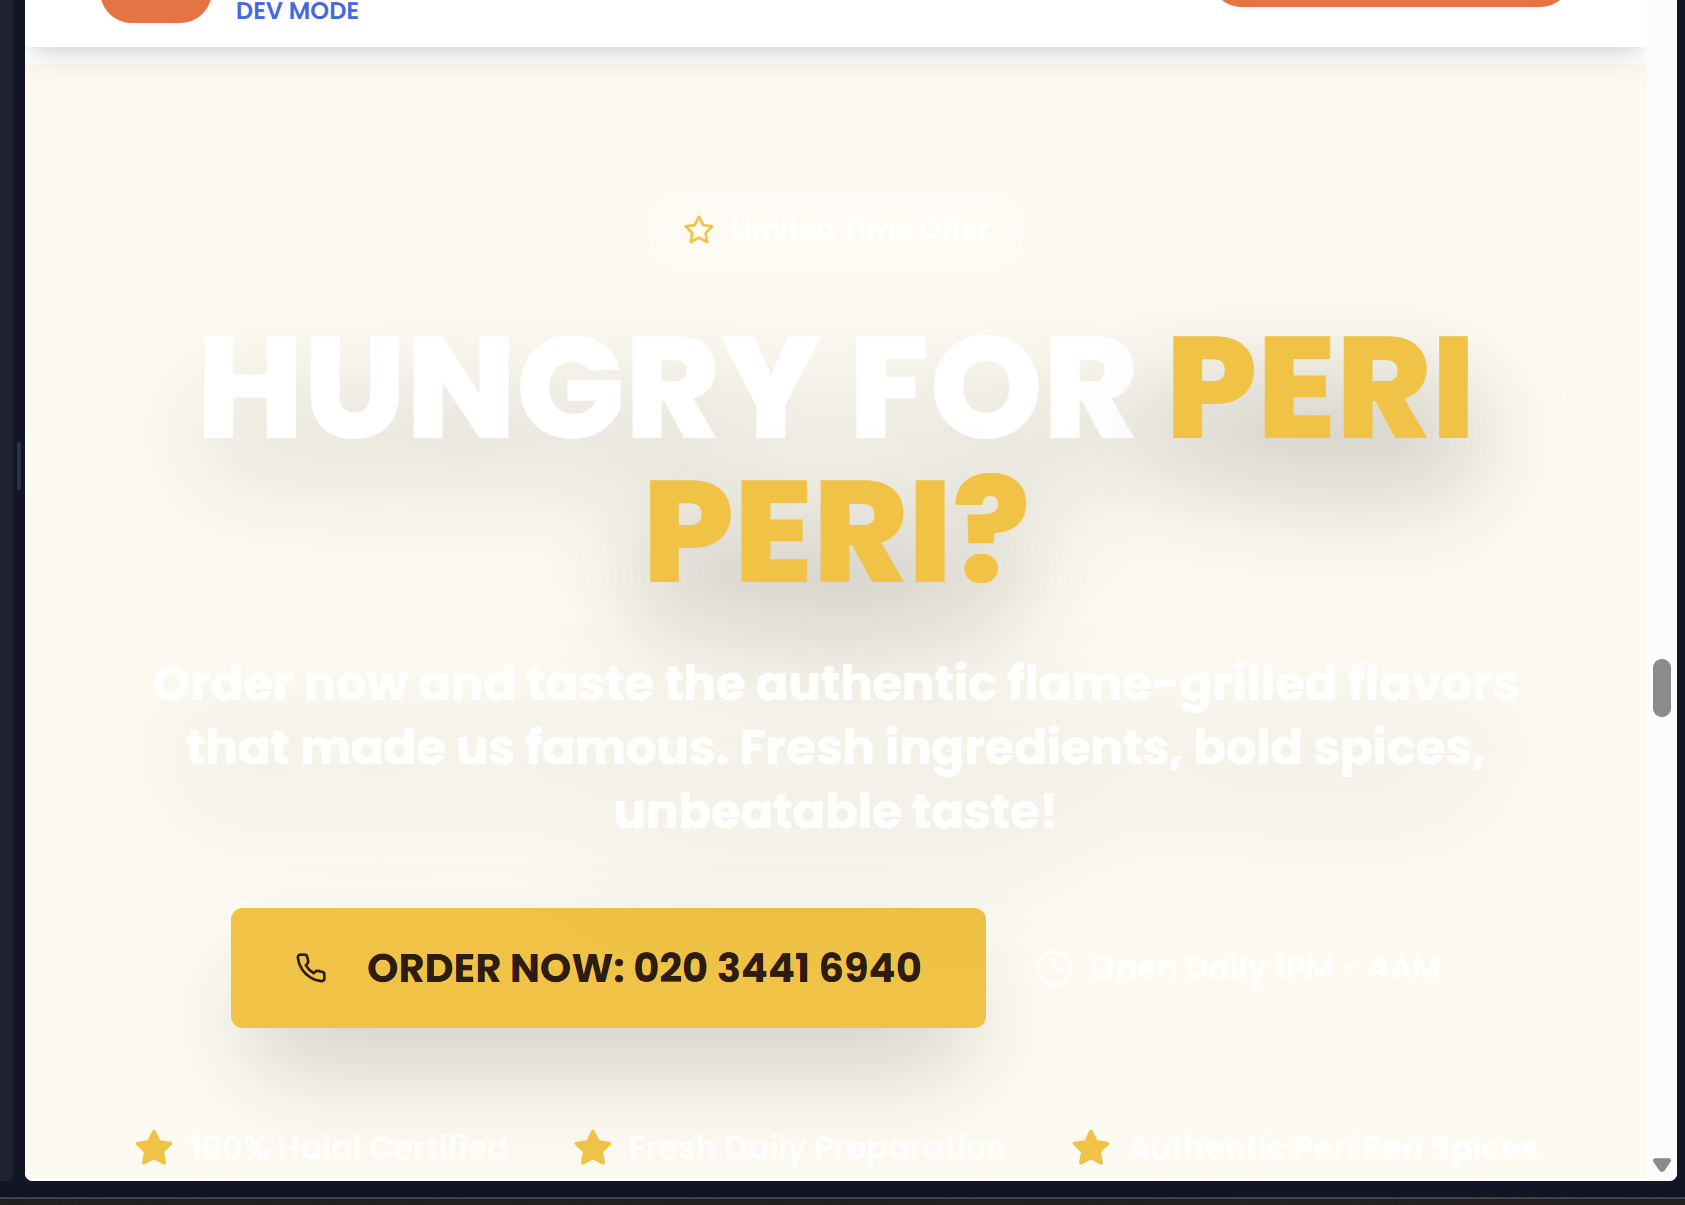 DEV MODE
Limited Time Offer
HUNGRY FOR PERI
PERI?
Order now and taste the authentic flame-grilled flavors
that made us famous. Fresh ingredients, bold spices,
unbeatable taste!
ORDER NOW: 020 3441 6940
Open Daily 1PM - 4AM
100% Halal Certified
Fresh Daily Preparation
Authentic Peri Peri Spices